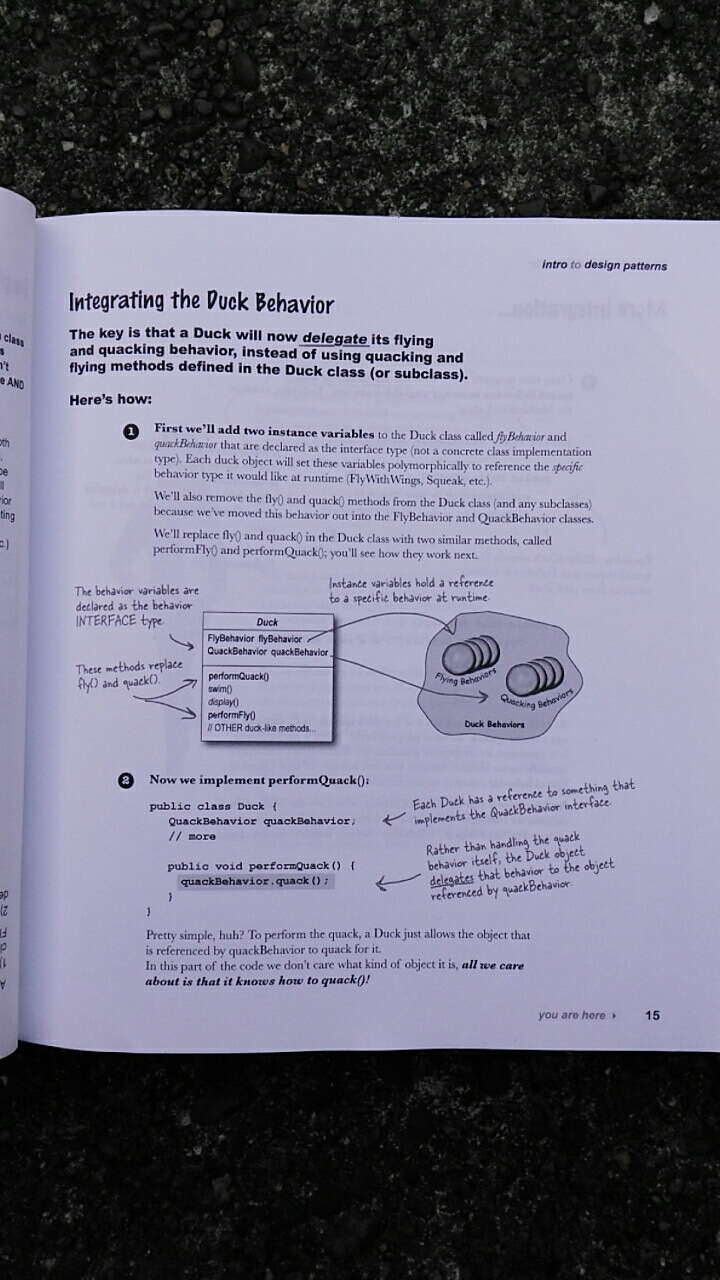 intro to design patterns
Integrating the Duck Behavior
The key is that a Duck will now delegate its flying
and quacking behavior, instead of using quacking and
flying methods defined in the Duck class (or subclass).
Here's how:
1 First we'll add two instance variables to the Duck class called flyBehavior and
quackBehavior that are declared as the interface type (not a concrete class implementation
type). Each duck object will set these variables polymorphically to reference the specific
behavior type it would like at runtime (FlyWithWings, Squeak, etc.).
We'll also remove the fly() and quack() methods from the Duck class (and any subclasses)
because we've moved this behavior out into the FlyBehavior and QuackBehavior classes.
We'll replace fly() and quack() in the Duck class with two similar methods, called
performFly() and performQuack(); you'll see how they work next.
The behavior variables are
declared as the behavior
INTERFACE type.
These methods replace
fly() and quack().
Instance variables hold a reference
to a specific behavior at runtime.
Duck
FlyBehavior flyBehavior
QuackBehavior quackBehavior
performQuack()
swim()
display()
performFly()
// OTHER duck-like methods...
Flying Behaviors
Quacking Behaviors
Duck Behaviors
2 Now we implement performQuack():
public class Duck {
QuackBehavior quackBehavior;
// more
public void performQuack() {
quackBehavior.quack();
}
}
Each Duck has a reference to something that
implements the QuackBehavior interface.
Rather than handling the quack
behavior itself, the Duck object
delegates that behavior to the object
referenced by quackBehavior.
Pretty simple, huh? To perform the quack, a Duck just allows the object that
is referenced by quackBehavior to quack for it.
In this part of the code we don't care what kind of object it is, all we care
about is that it knows how to quack()!
you are here ▸ 15
class
AND
ting